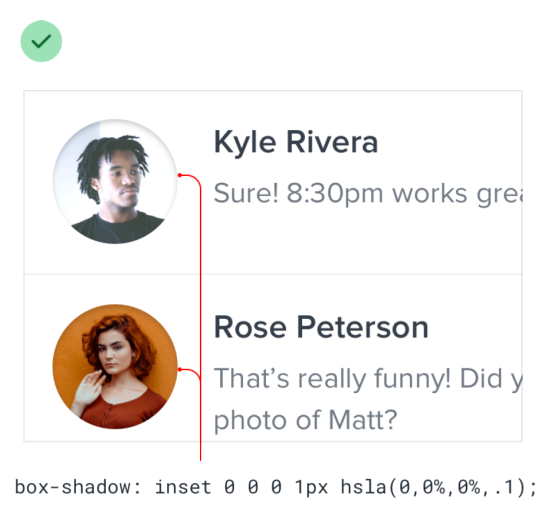 Kyle Rivera
Sure! 8:30pm works grea
Rose Peterson
That’s really funny! Did y
photo of Matt?
box-shadow: inset 0 0 0 1px hsla(0,0%,0%,.1);